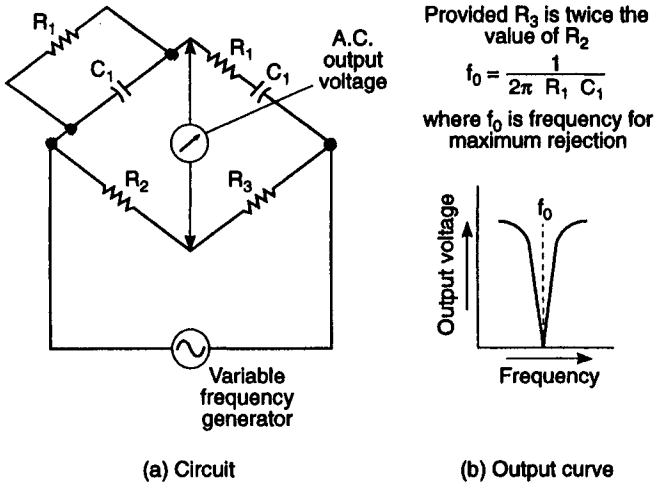 R₁
C₁
R₁
C₁
A.C.
output
voltage
R₂
R₃
Variable
frequency
generator
(a) Circuit
Provided R₃ is twice the
value of R₂
f₀ = 1 / 2π R₁ C₁
where f₀ is frequency for
maximum rejection
Output voltage
f₀
Frequency
(b) Output curve